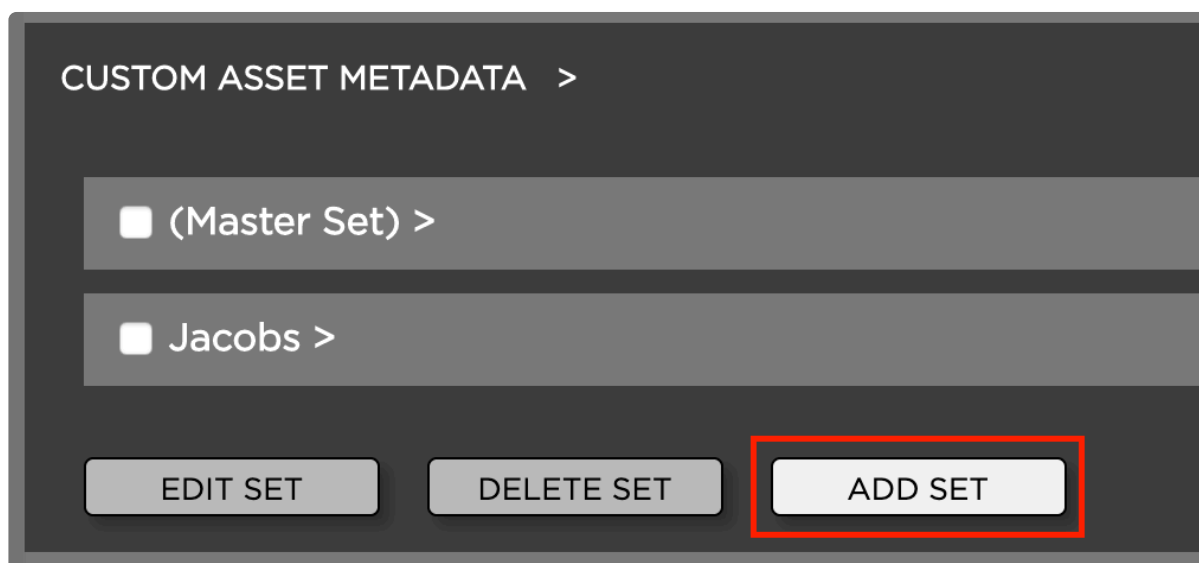 CUSTOM ASSET METADATA >
(Master Set) >
Jacobs >
EDIT SET DELETE SET ADD SET